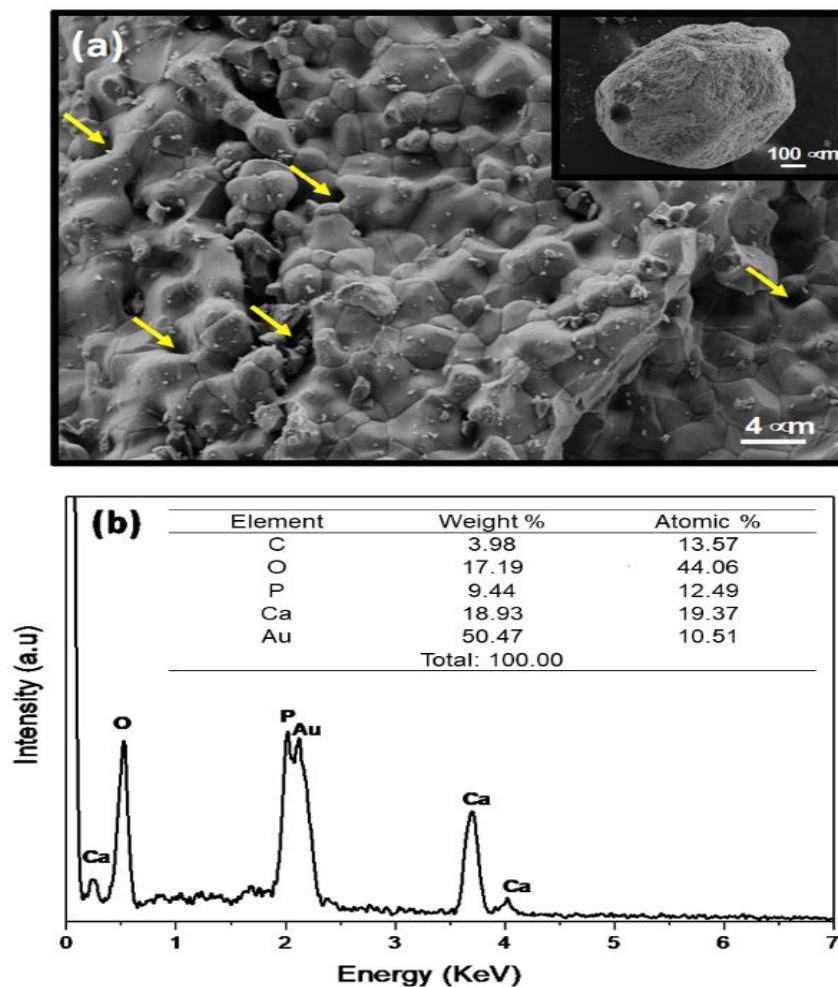 (a)
100 ∝m
4 ∝m
(b)
Element Weight % Atomic %
C 3.98 13.57
O 17.19 44.06
P 9.44 12.49
Ca 18.93 19.37
Au 50.47 10.51
Total: 100.00
Intensity (a.u)
Ca
O
P
Au
Ca
Ca
0 1 2 3 4 5 6 7
Energy (KeV)